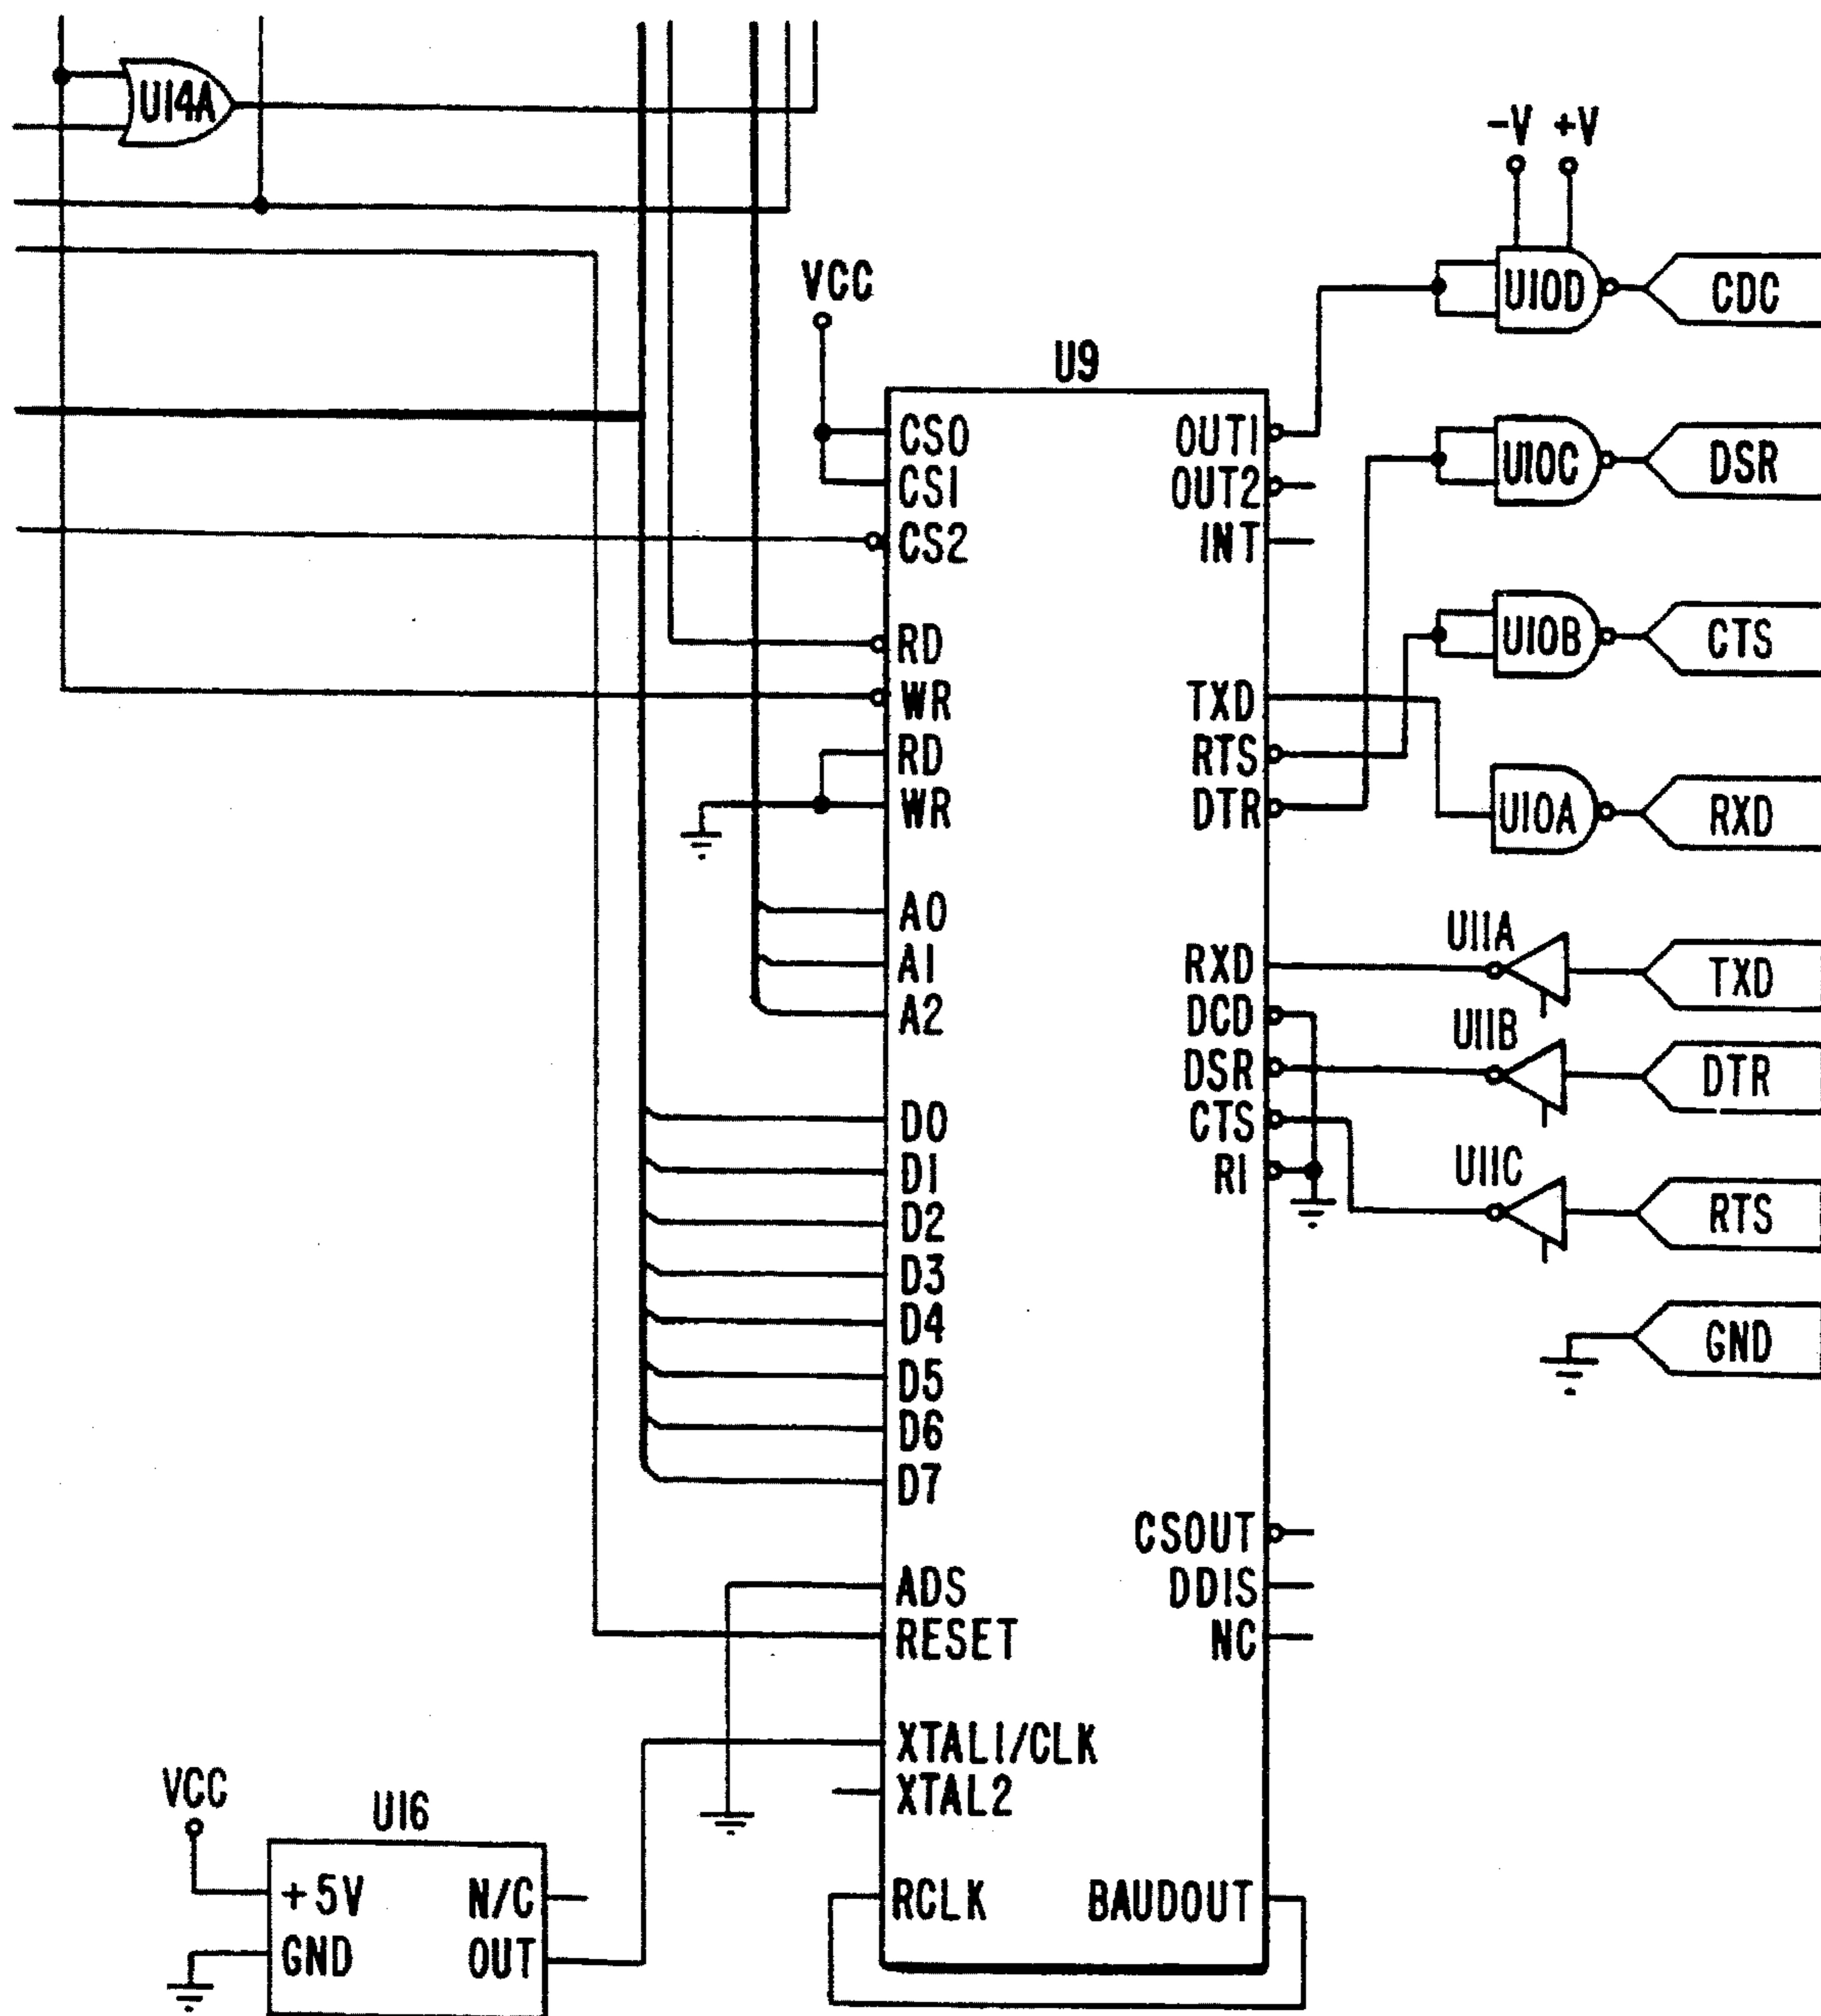 U14A
-V +V
U10D
CDC
VCC
U9
CS0
CS1
CS2
RD
WR
RD
WR
A0
A1
A2
D0
D1
D2
D3
D4
D5
D6
D7
ADS
RESET
XTAL1/CLK
XTAL2
RCLK
OUT1
OUT2
INT
TXD
RTS
DTR
RXD
DCD
DSR
CTS
RI
CSOUT
DDIS
NC
BAUDOUT
U10C
DSR
U10B
CTS
U10A
RXD
U11A
TXD
U11B
DTR
U11C
RTS
GND
VCC
U16
+5V
N/C
GND
OUT